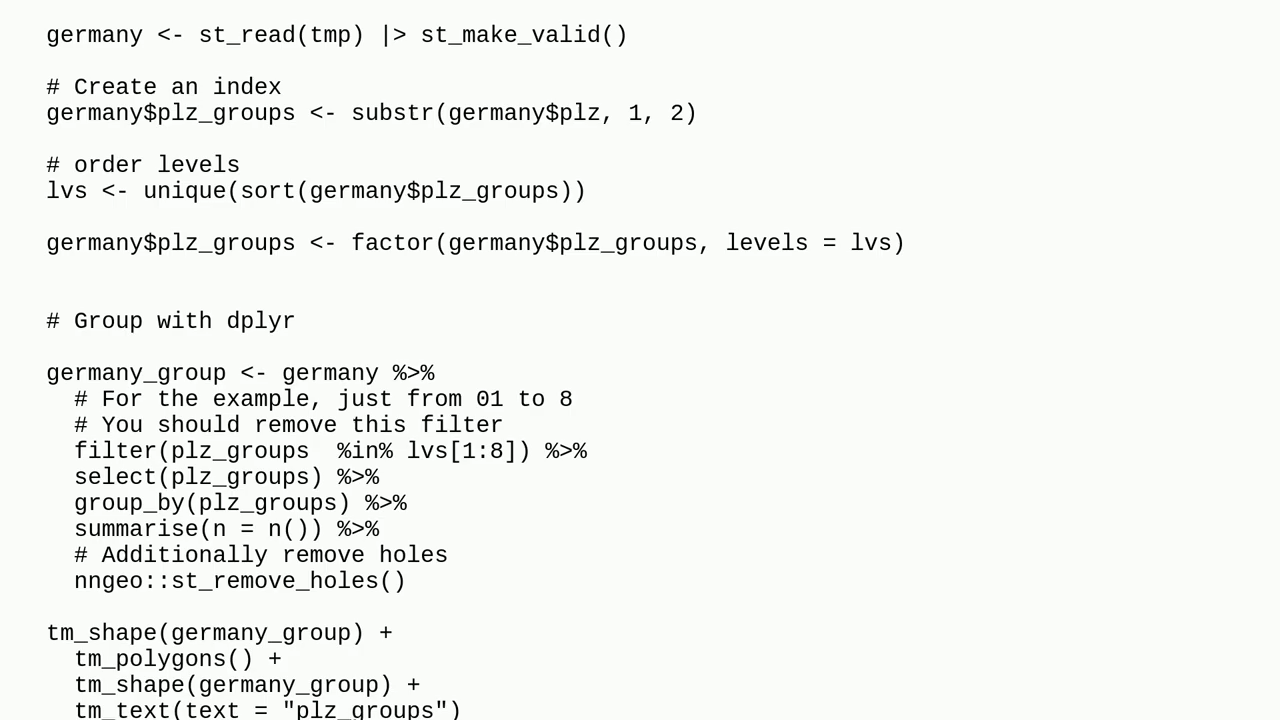 germany <- st_read(tmp) |> st_make_valid()
# Create an index
germany$plz_groups <- substr(germany$plz, 1, 2)
# order levels
lvs <- unique(sort(germany$plz_groups))
germany$plz_groups <- factor(germany$plz_groups, levels = lvs)
# Group with dplyr
germany_group <- germany %>%
  # For the example, just from 01 to 8
  # You should remove this filter
  filter(plz_groups  %in% lvs[1:8]) %>%
  select(plz_groups) %>%
  group_by(plz_groups) %>%
  summarise(n = n()) %>%
  # Additionally remove holes
  nngeo::st_remove_holes()
tm_shape(germany_group) +
  tm_polygons() +
  tm_shape(germany_group) +
  tm_text(text = "plz_groups")